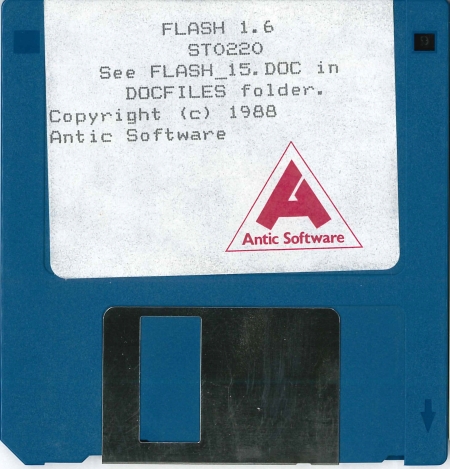 FLASH 1.6
ST0220
See FLASH_15.DOC in
DOCFILES folder.
Copyright (c) 1988
Antic Software
Antic Software